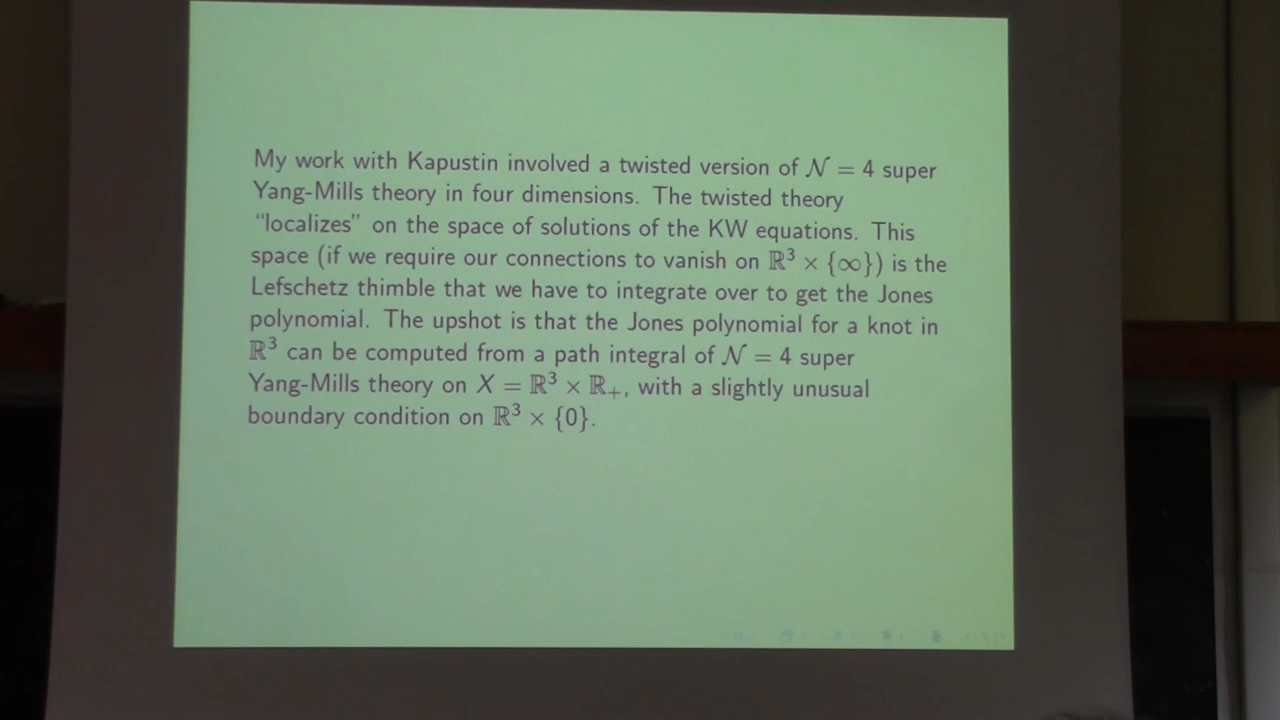 My work with Kapustin involved a twisted version of 𝒩 = 4 super
Yang-Mills theory in four dimensions. The twisted theory
“localizes” on the space of solutions of the KW equations. This
space (if we require our connections to vanish on ℝ³ × {∞}) is the
Lefschetz thimble that we have to integrate over to get the Jones
polynomial. The upshot is that the Jones polynomial for a knot in
ℝ³ can be computed from a path integral of 𝒩 = 4 super
Yang-Mills theory on X = ℝ³ × ℝ₊, with a slightly unusual
boundary condition on ℝ³ × {0}.